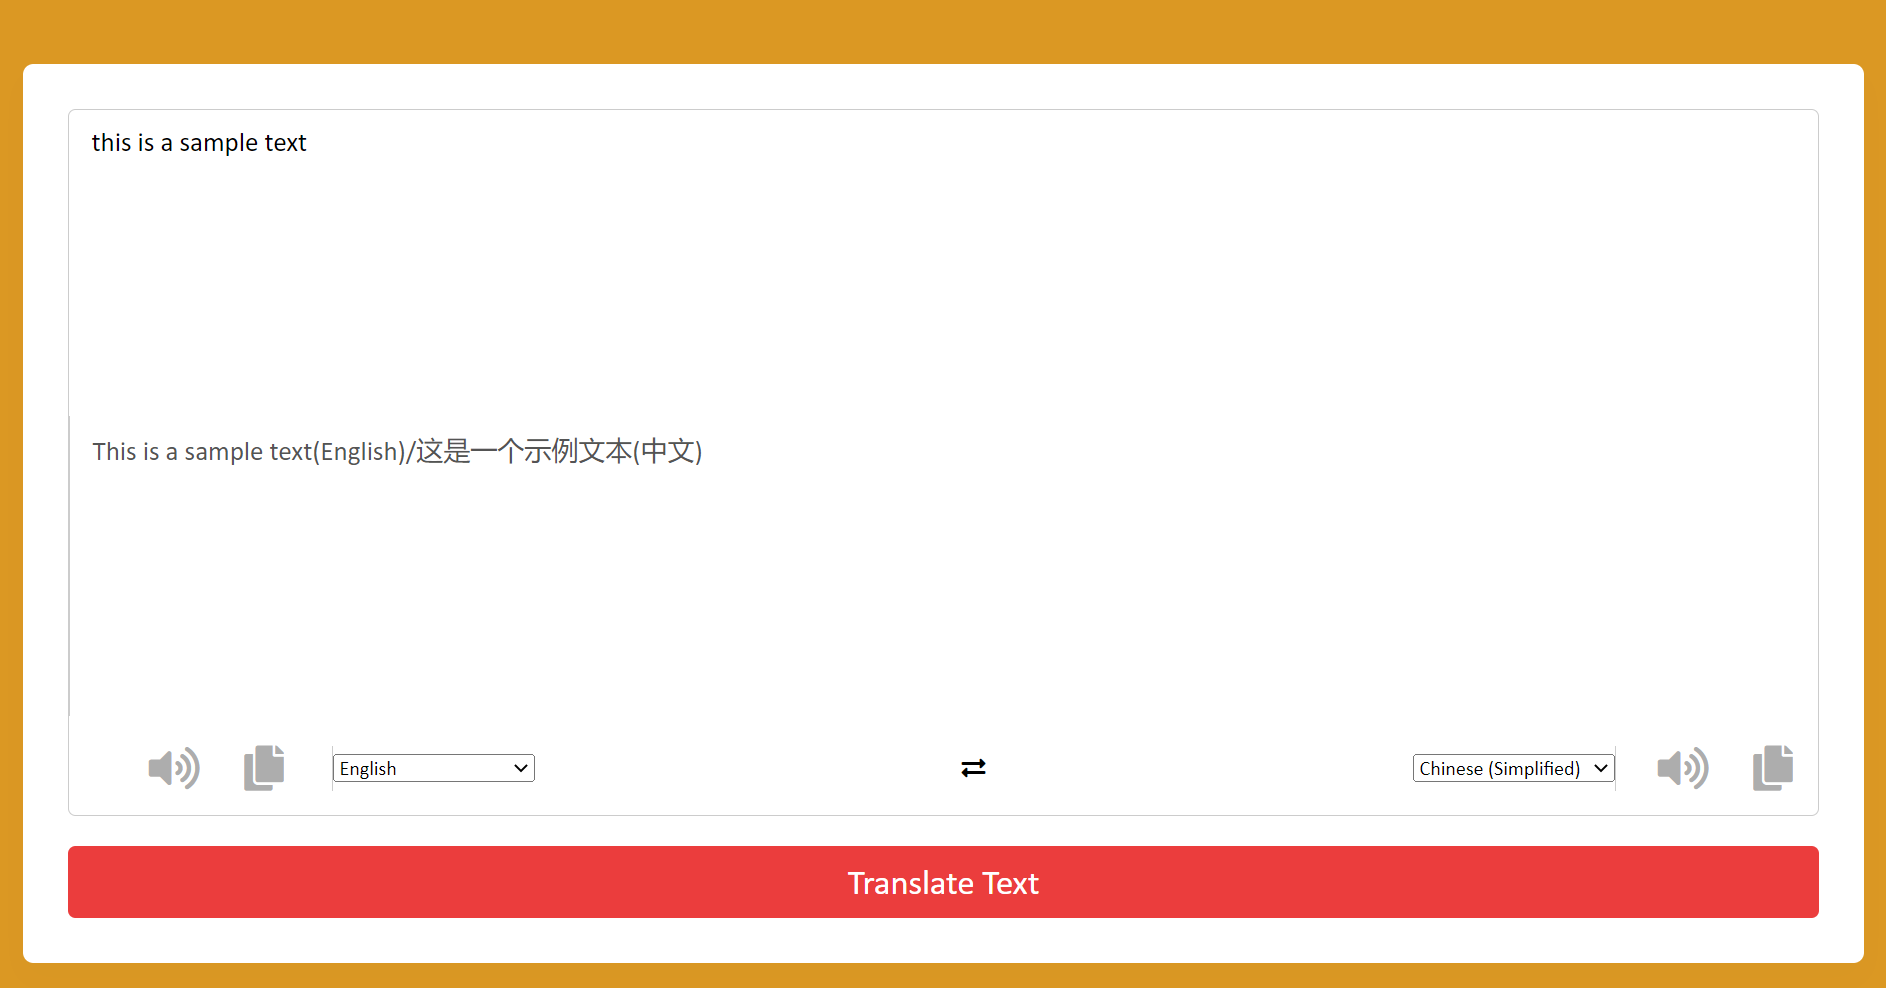 this is a sample text
This is a sample text(English)/这是一个示例文本(中文)
English
Chinese (Simplified)
Translate Text